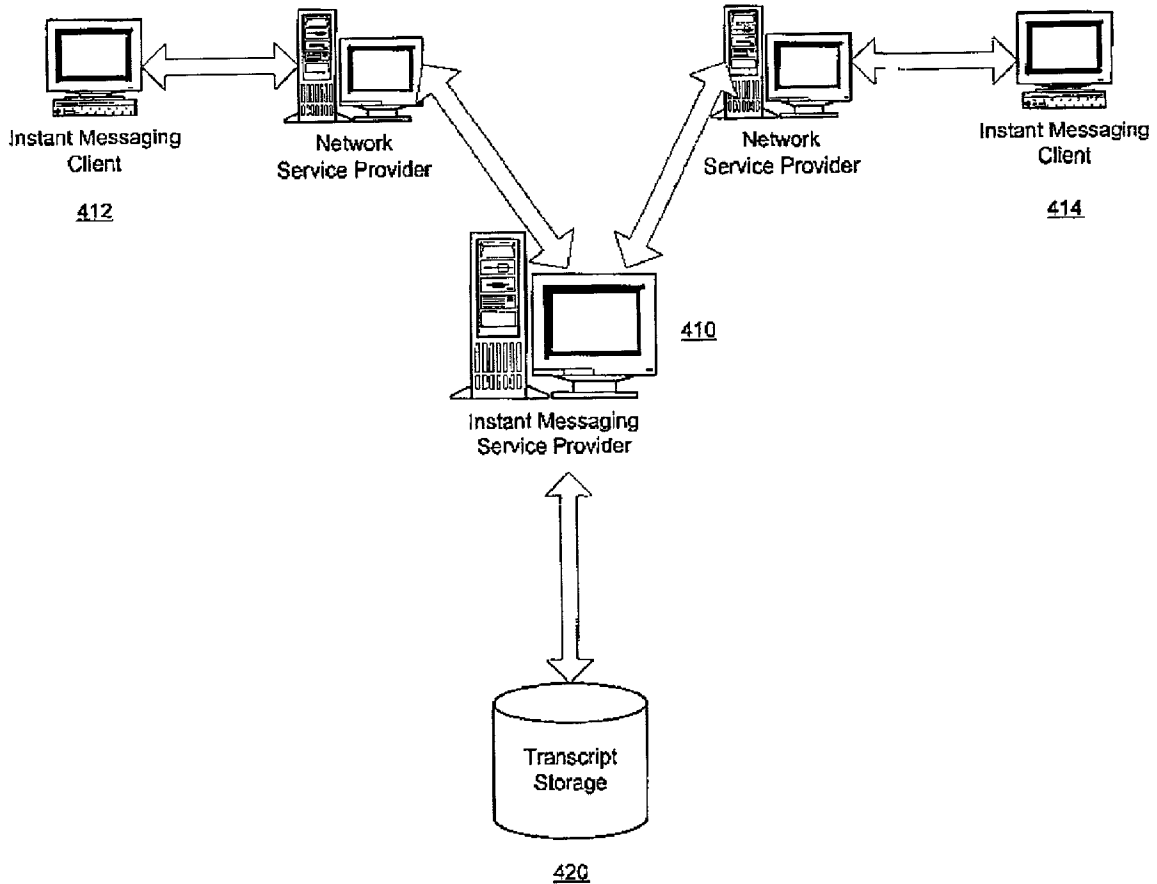 Instant Messaging
Client
412
Network
Service Provider
Network
Service Provider
Instant Messaging
Client
414
410
Instant Messaging
Service Provider
Transcript
Storage
420